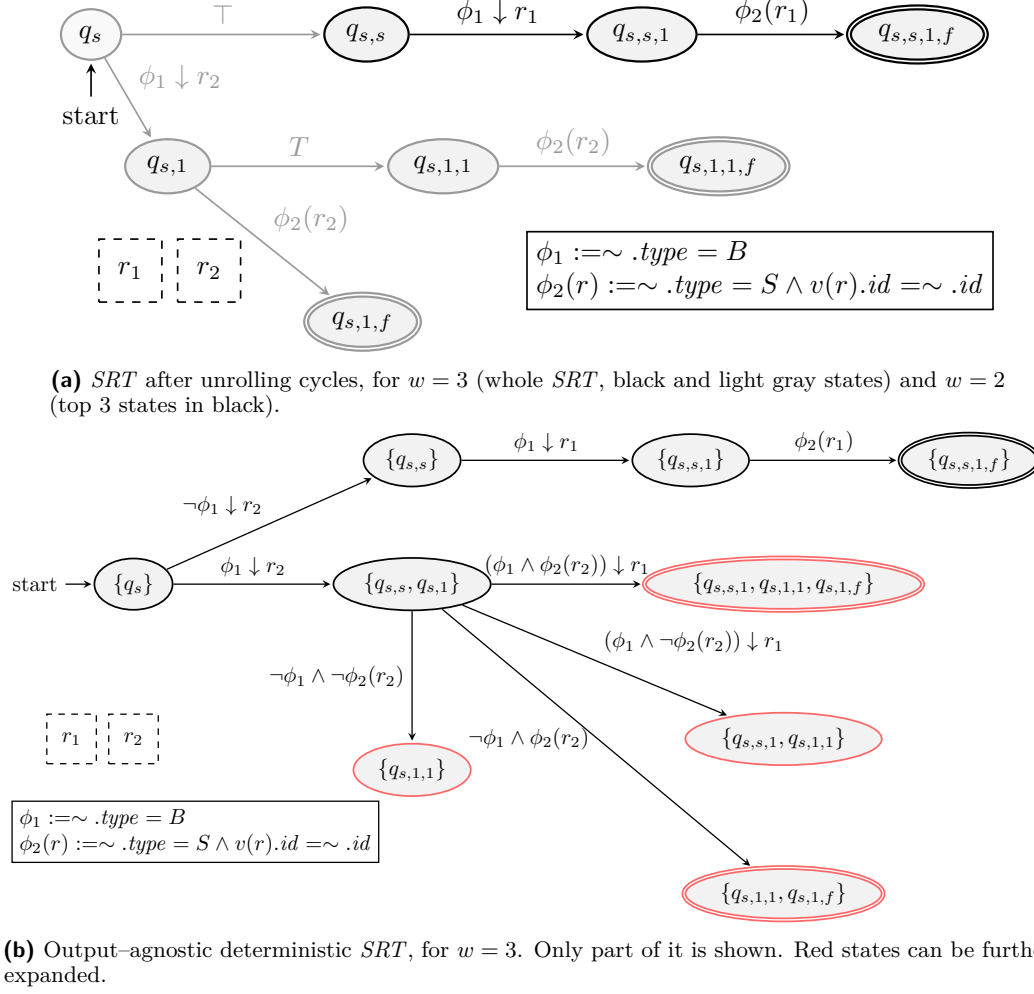 q_s
⊤
q_{s,s}
ϕ_1 ↓ r_1
q_{s,s,1}
ϕ_2(r_1)
q_{s,s,1,f}
ϕ_1 ↓ r_2
start
q_{s,1}
T
q_{s,1,1}
ϕ_2(r_2)
q_{s,1,1,f}
ϕ_2(r_2)
r_1 r_2
q_{s,1,f}
ϕ_1 :=∼ .type = B
ϕ_2(r) :=∼ .type = S ∧ v(r).id =∼ .id
(a) SRT after unrolling cycles, for w = 3 (whole SRT, black and light gray states) and w = 2
(top 3 states in black).
{q_{s,s}}
ϕ_1 ↓ r_1
{q_{s,s,1}}
ϕ_2(r_1)
{q_{s,s,1,f}}
¬ϕ_1 ↓ r_2
start
{q_s}
ϕ_1 ↓ r_2
{q_{s,s}, q_{s,1}}
(ϕ_1 ∧ ϕ_2(r_2)) ↓ r_1
{q_{s,s,1}, q_{s,1,1}, q_{s,1,f}}
(ϕ_1 ∧ ¬ϕ_2(r_2)) ↓ r_1
¬ϕ_1 ∧ ¬ϕ_2(r_2)
¬ϕ_1 ∧ ϕ_2(r_2)
{q_{s,s,1}, q_{s,1,1}}
r_1 r_2
{q_{s,1,1}}
ϕ_1 :=∼ .type = B
ϕ_2(r) :=∼ .type = S ∧ v(r).id =∼ .id
{q_{s,1,1}, q_{s,1,f}}
(b) Output–agnostic deterministic SRT, for w = 3. Only part of it is shown. Red states can be furthe
expanded.